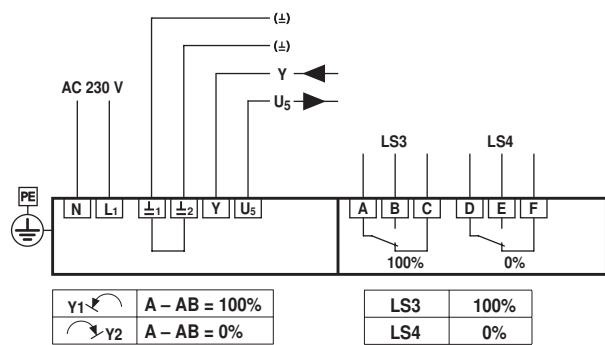 (⊥)
(⊥)
Y
U5
AC 230 V
LS3 LS4
PE
N L1 ⊥1 ⊥2 Y U5 A B C D E F
100% 0%
Y1 A – AB = 100%
Y2 A – AB = 0%
LS3 100%
LS4 0%